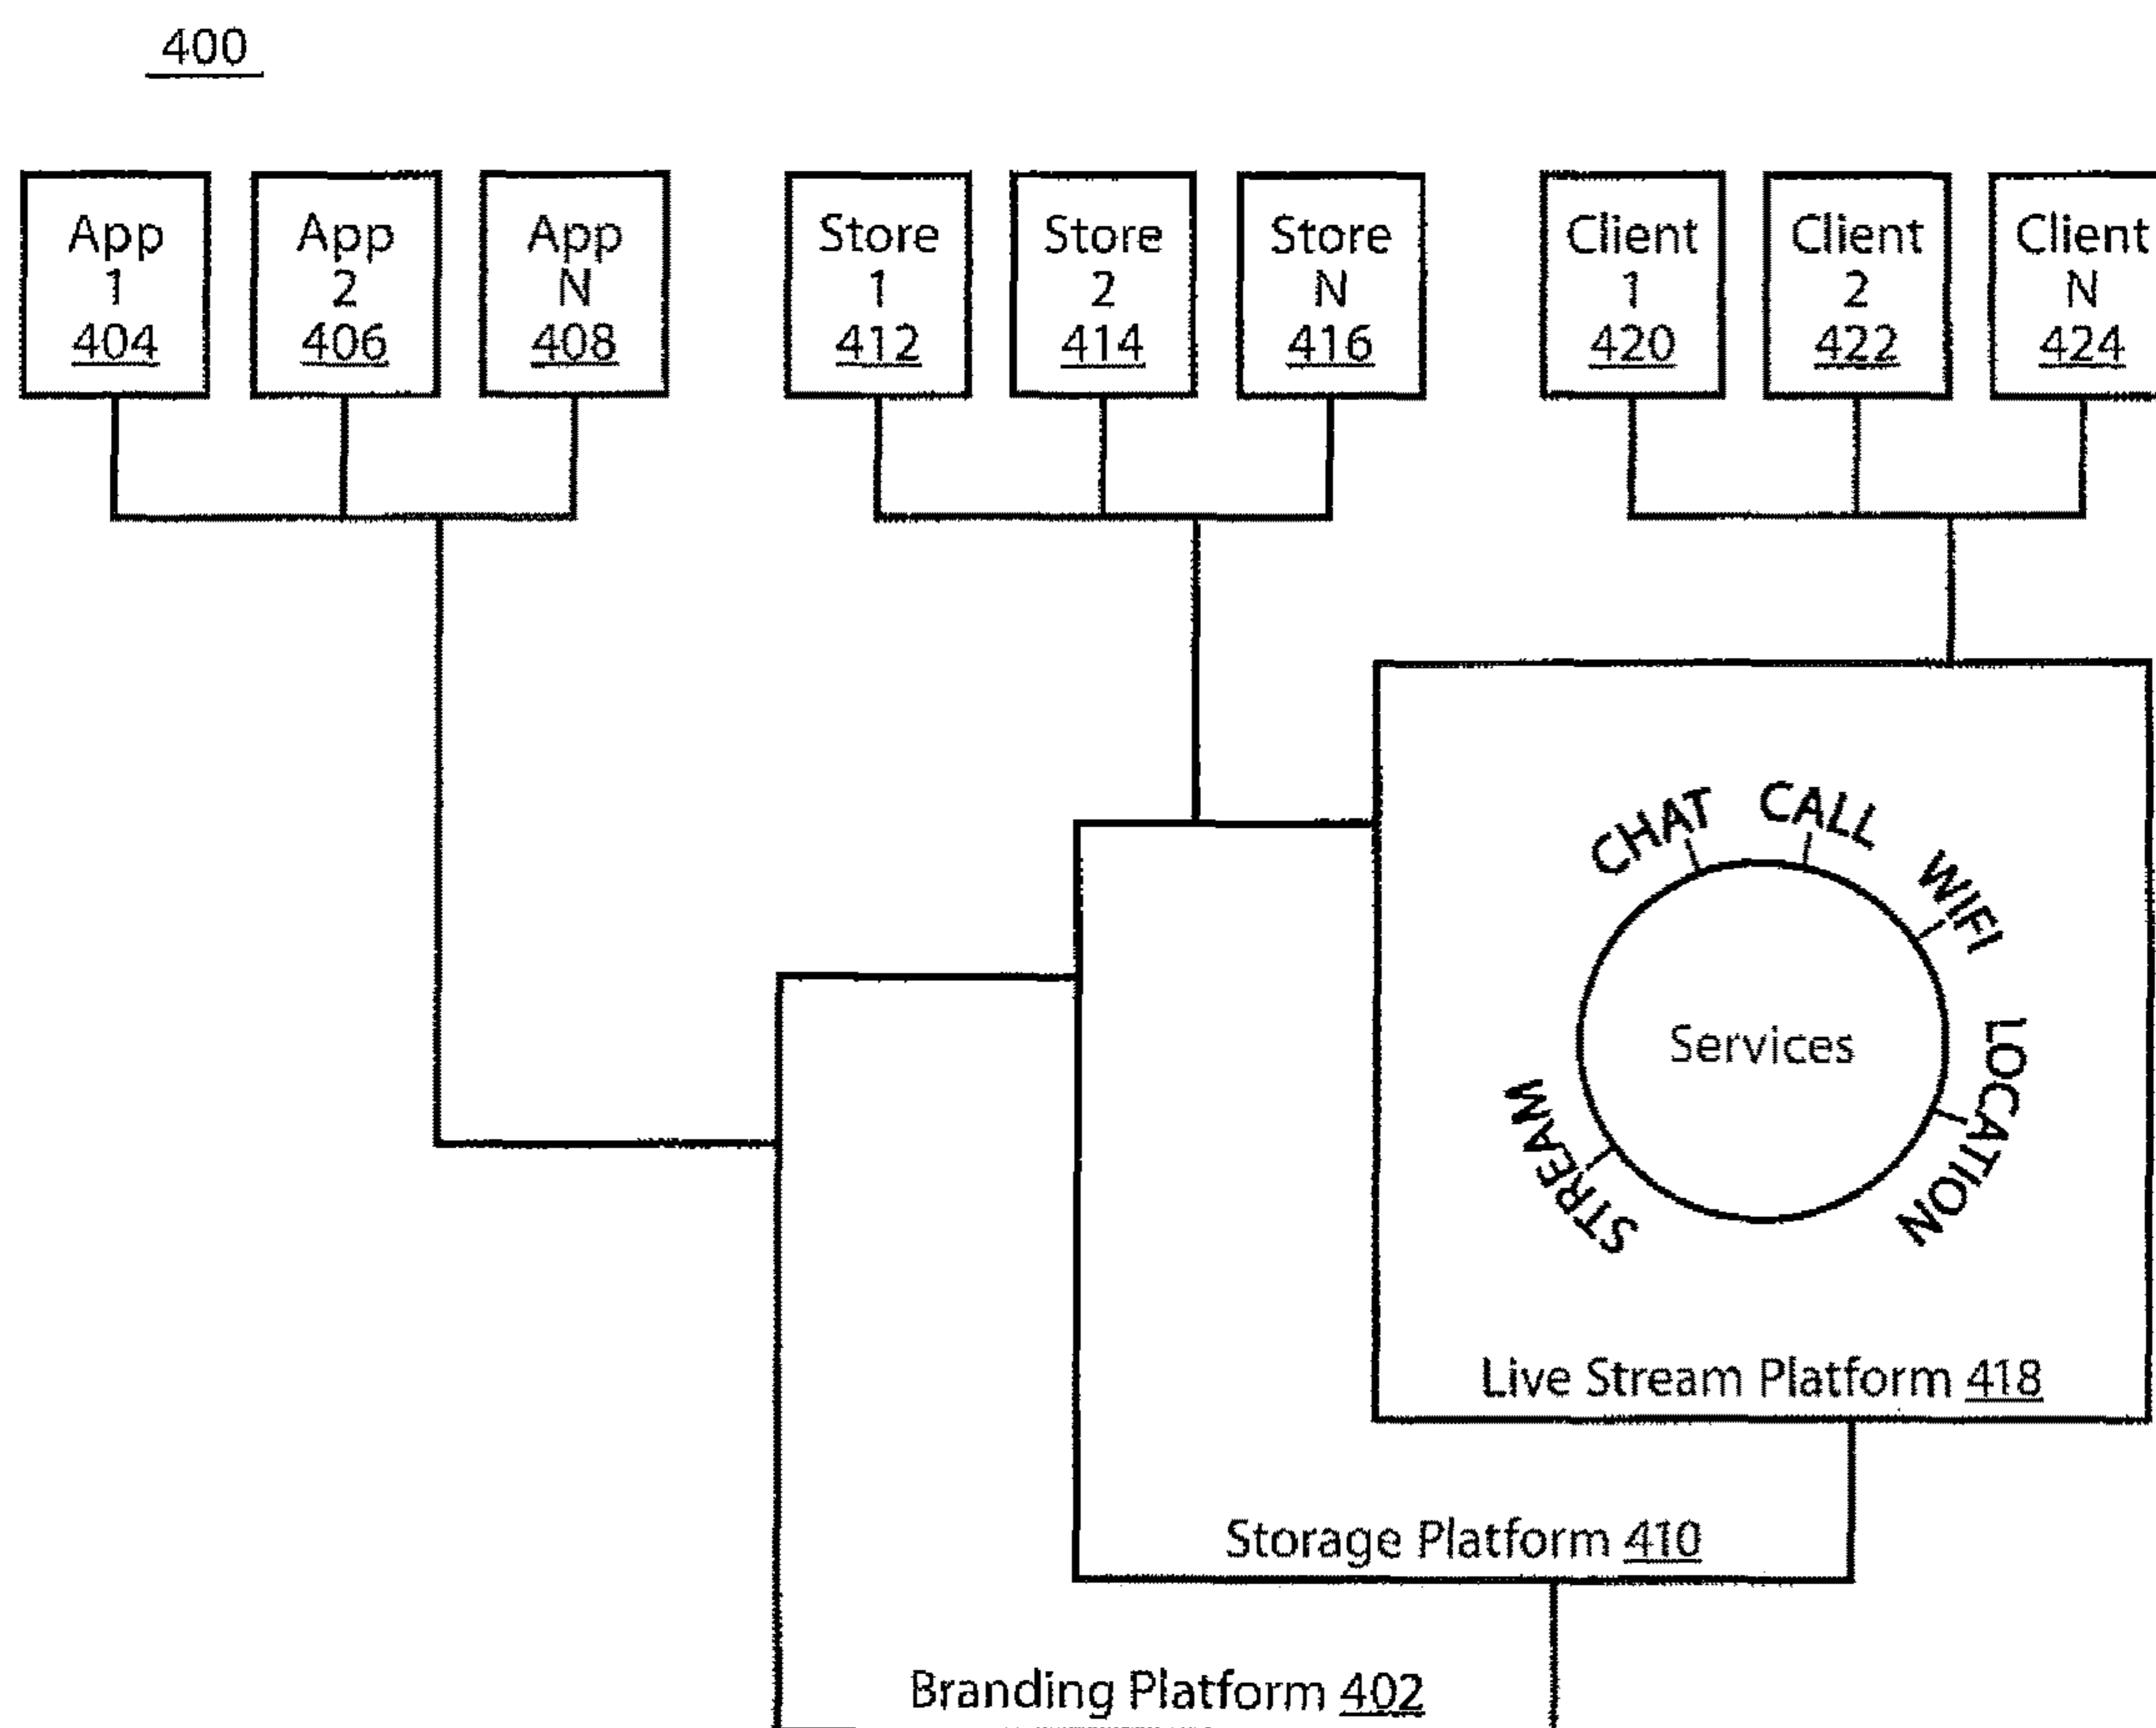 400
App
1
404
App
2
406
App
N
408
Store
1
412
Store
2
414
Store
N
416
Client
1
420
Client
2
422
Client
N
424
CHAT
CALL
WIFI
LOCATION
STREAM
Services
Live Stream Platform 418
Storage Platform 410
Branding Platform 402